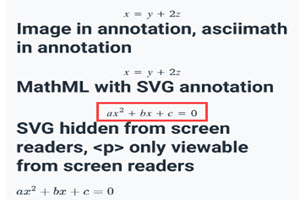 x = y + 2z
Image in annotation, asciimath
in annotation
x = y + 2z
MathML with SVG annotation
ax² + bx + c = 0
SVG hidden from screen
readers, <p> only viewable
from screen readers
ax² + bx + c = 0